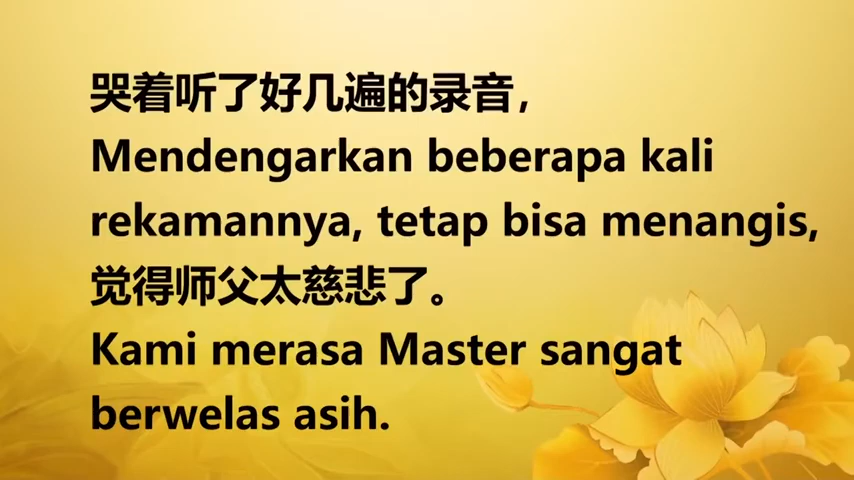 哭着听了好几遍的录音，
Mendengarkan beberapa kali
rekamannya, tetap bisa menangis,
觉得师父太慈悲了。
Kami merasa Master sangat
berwelas asih.